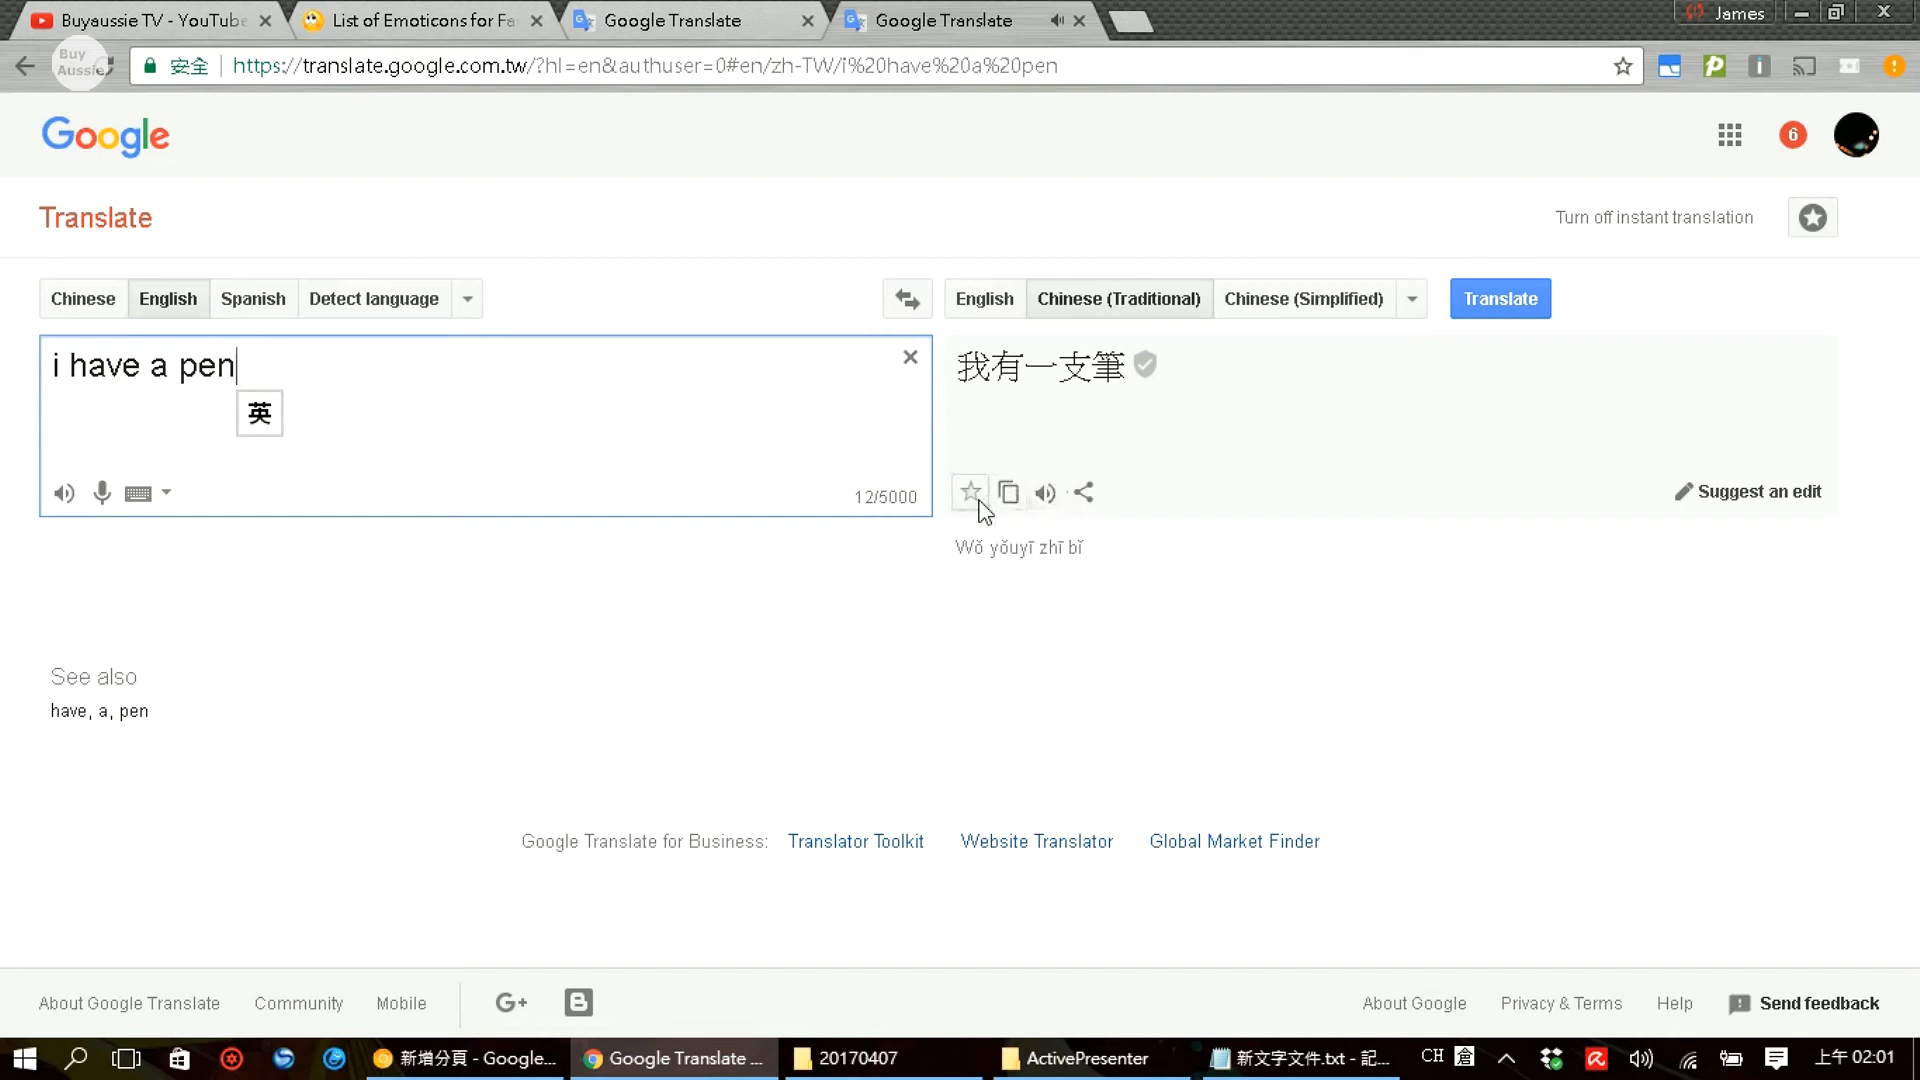 Buyaussie TV - YouTube
List of Emoticons for Fa
Google Translate
Google Translate
James
Buy
Aussie
安全
https://translate.google.com.tw/?hl=en&authuser=0#en/zh-TW/i%20have%20a%20pen
Google
6
Translate
Turn off instant translation
Chinese English Spanish Detect language
English Chinese (Traditional) Chinese (Simplified) Translate
i have a pen
我有一支筆
英
12/5000
Suggest an edit
Wǒ yǒuyī zhī bǐ
See also
have, a, pen
Google Translate for Business: Translator Toolkit Website Translator Global Market Finder
About Google Translate Community Mobile G+ B About Google Privacy & Terms Help Send feedback
新增分頁 - Google... Google Translate ... 20170407 ActivePresenter 新文字文件.txt - 記... CH 倉 上午 02:01